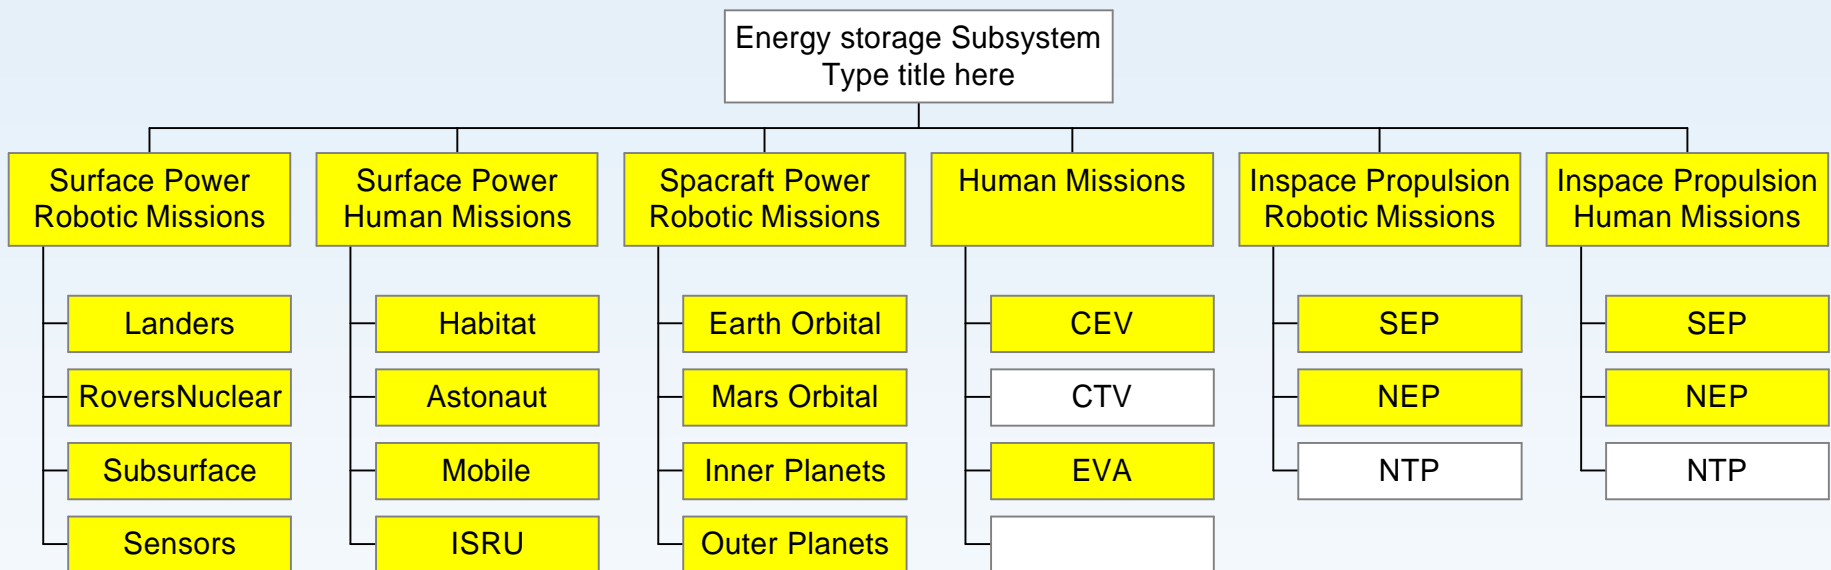 Energy storage Subsystem
Type title here
Surface Power
Robotic Missions
Landers
RoversNuclear
Subsurface
Sensors
Surface Power
Human Missions
Habitat
Astonaut
Mobile
ISRU
Spacraft Power
Robotic Missions
Earth Orbital
Mars Orbital
Inner Planets
Outer Planets
Human Missions
CEV
CTV
EVA
Inspace Propulsion
Robotic Missions
SEP
NEP
NTP
Inspace Propulsion
Human Missions
SEP
NEP
NTP